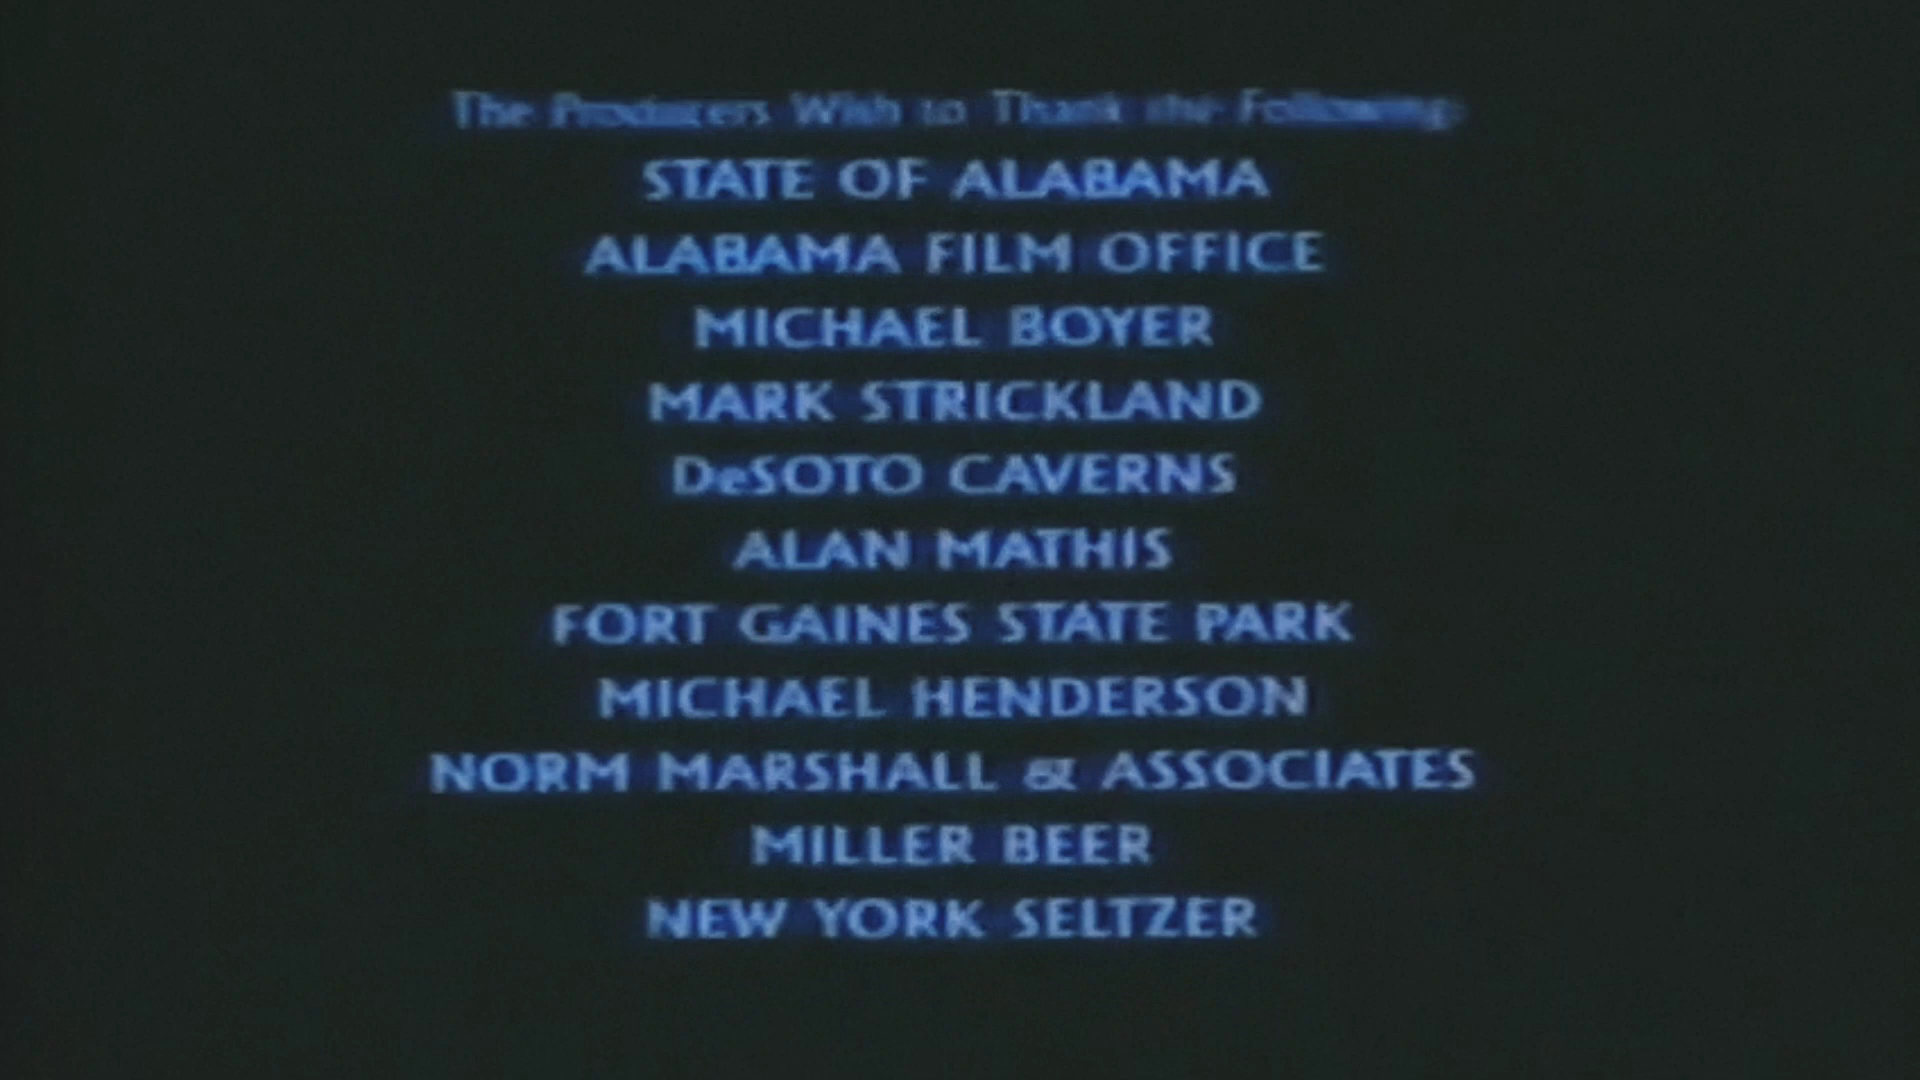 The Producers Wish to Thank the Following
STATE OF ALABAMA
ALABAMA FILM OFFICE
MICHAEL BOYER
MARK STRICKLAND
DeSOTO CAVERNS
ALAN MATHIS
FORT GAINES STATE PARK
MICHAEL HENDERSON
NORM MARSHALL & ASSOCIATES
MILLER BEER
NEW YORK SELTZER